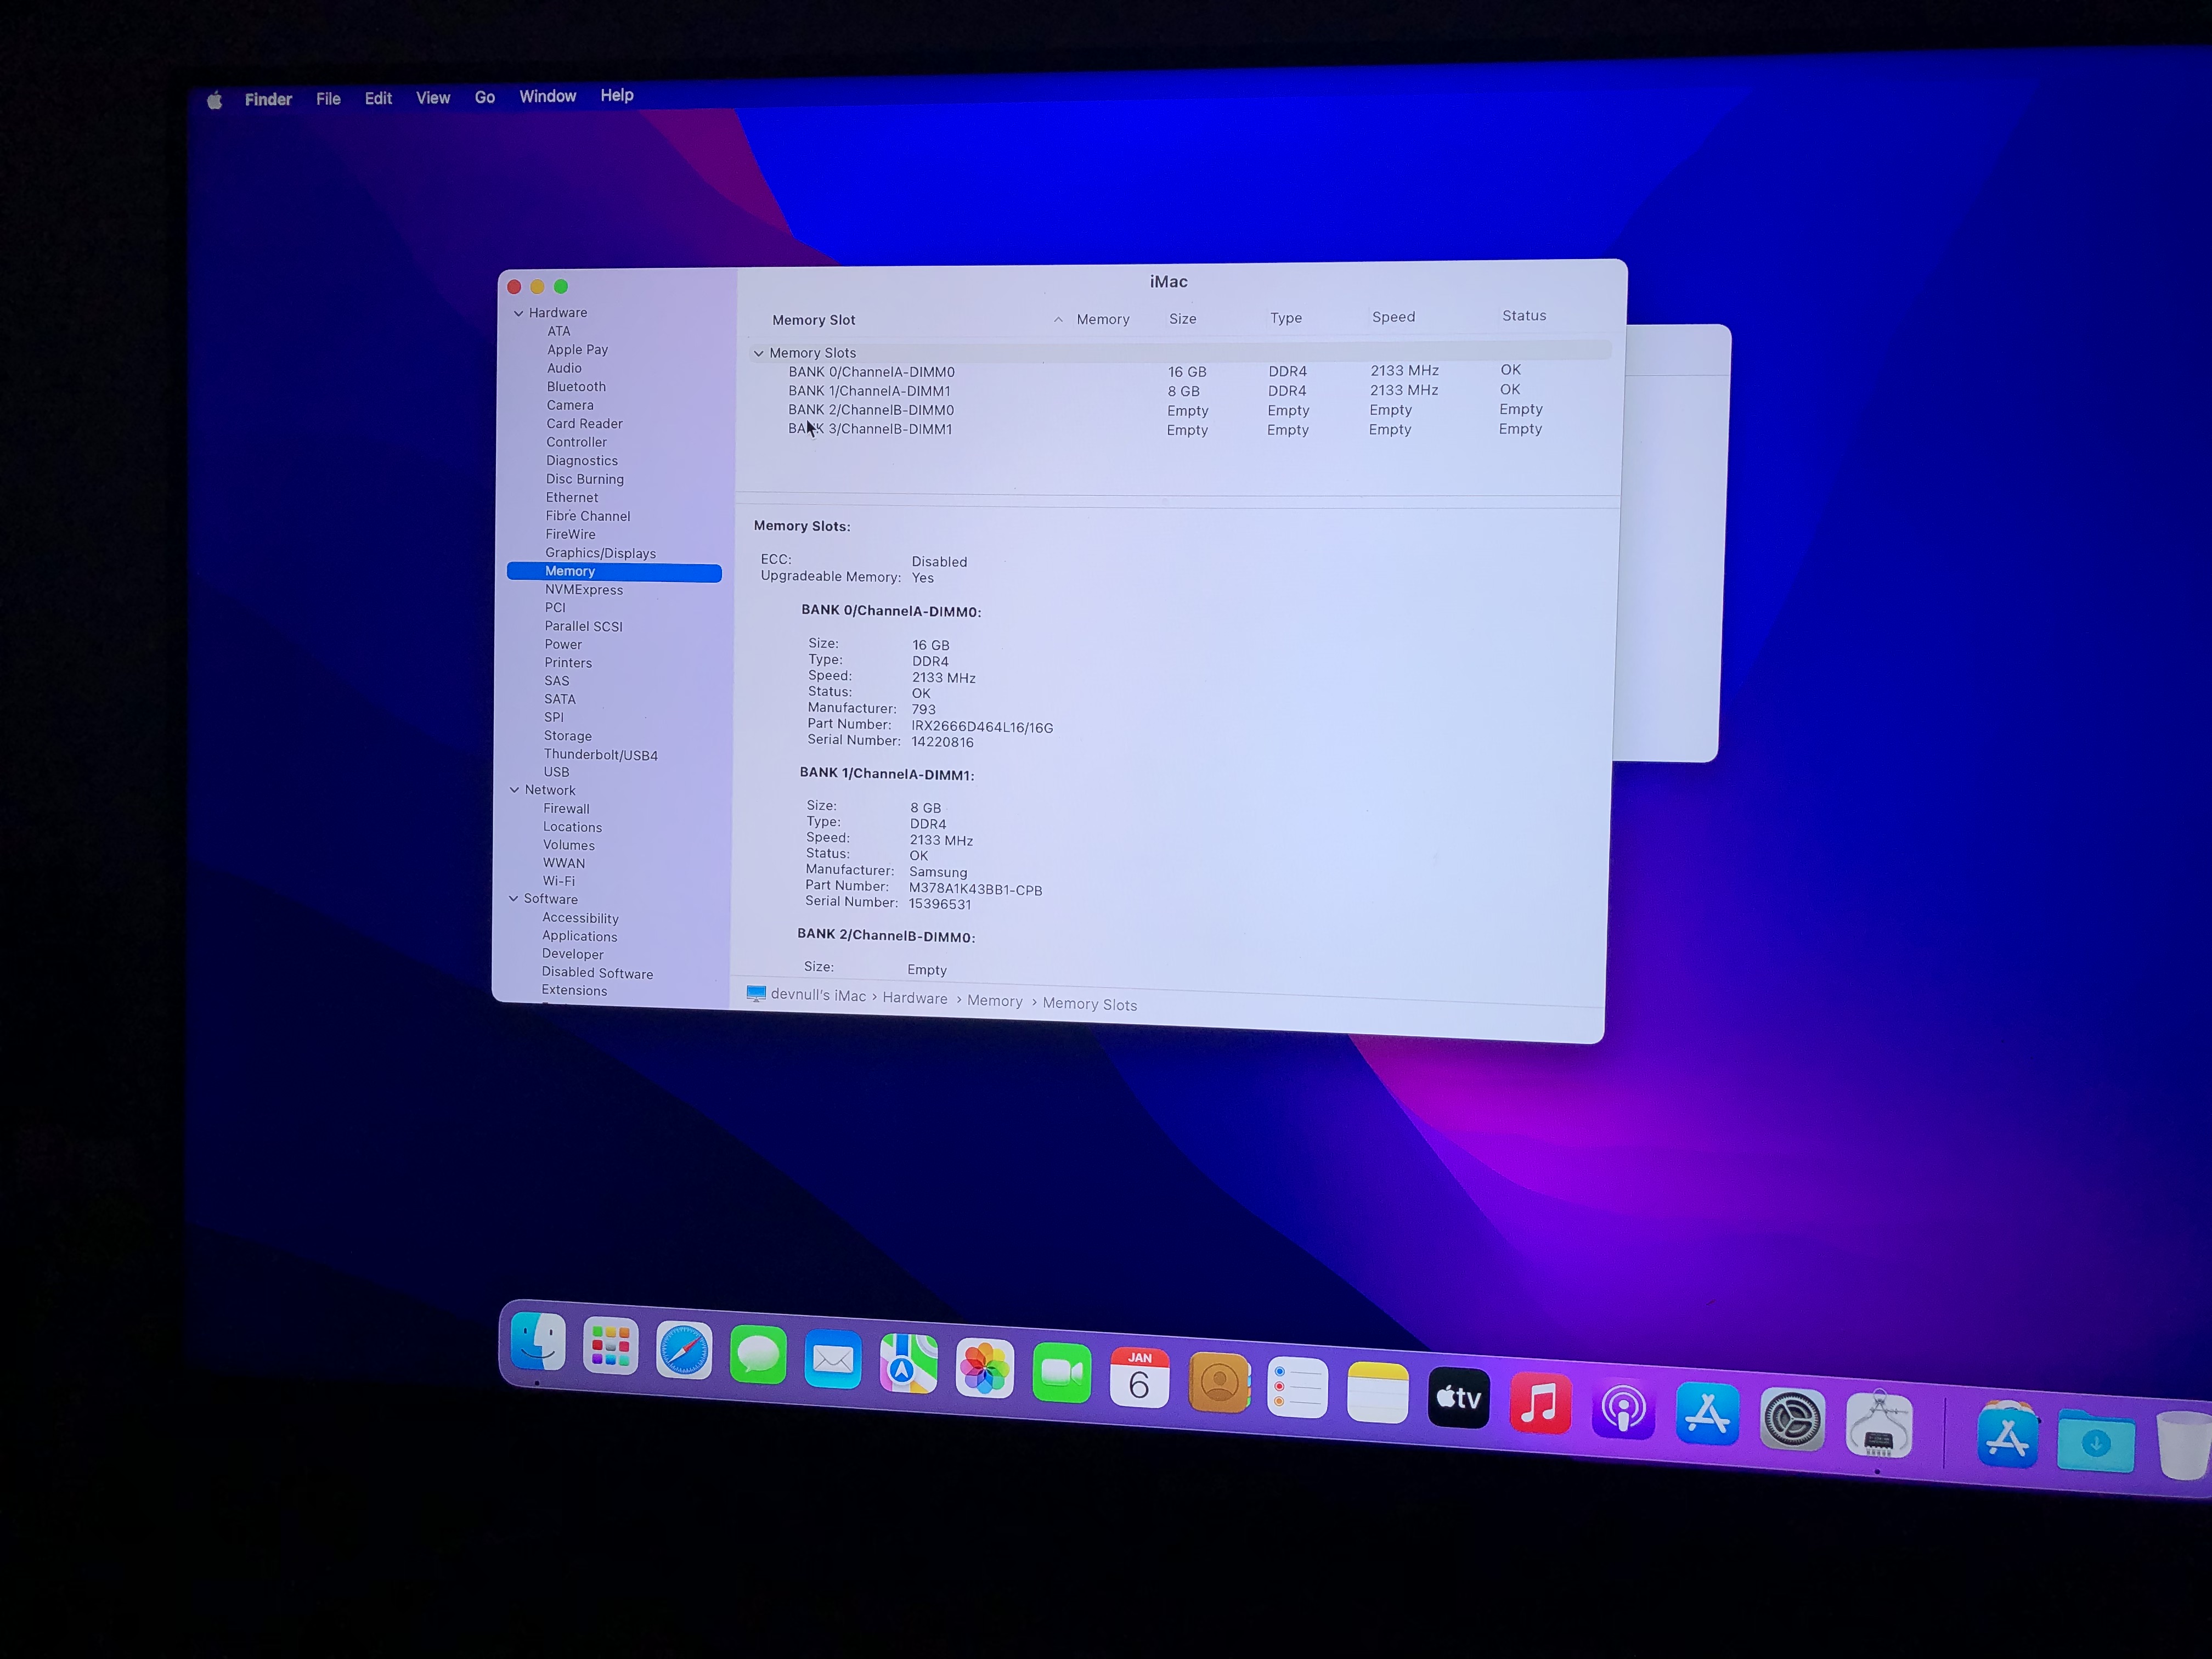 Finder File Edit View Go Window Help
iMac
Hardware
ATA
Apple Pay
Audio
Bluetooth
Camera
Card Reader
Controller
Diagnostics
Disc Burning
Ethernet
Fibre Channel
FireWire
Graphics/Displays
Memory
NVMExpress
PCI
Parallel SCSI
Power
Printers
SAS
SATA
SPI
Storage
Thunderbolt/USB4
USB
Network
Firewall
Locations
Volumes
WWAN
Wi-Fi
Software
Accessibility
Applications
Developer
Disabled Software
Extensions
Memory Slot Memory Size Type Speed Status
Memory Slots
BANK 0/ChannelA-DIMM0 16 GB DDR4 2133 MHz OK
BANK 1/ChannelA-DIMM1 8 GB DDR4 2133 MHz OK
BANK 2/ChannelB-DIMM0 Empty Empty Empty Empty
BANK 3/ChannelB-DIMM1 Empty Empty Empty Empty
Memory Slots:
ECC: Disabled
Upgradeable Memory: Yes
BANK 0/ChannelA-DIMM0:
Size: 16 GB
Type: DDR4
Speed: 2133 MHz
Status: OK
Manufacturer: 793
Part Number: IRX2666D464L16/16G
Serial Number: 14220816
BANK 1/ChannelA-DIMM1:
Size: 8 GB
Type: DDR4
Speed: 2133 MHz
Status: OK
Manufacturer: Samsung
Part Number: M378A1K43BB1-CPB
Serial Number: 15396531
BANK 2/ChannelB-DIMM0:
Size: Empty
devnull's iMac › Hardware › Memory › Memory Slots
JAN
6
tv